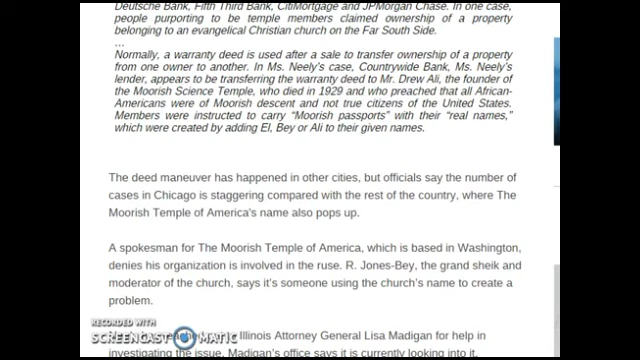 Deutsche Bank, Fifth Third Bank, CitiMortgage and JPMorgan Chase. In one case,
people purporting to be temple members claimed ownership of a property
belonging to an evangelical Christian church on the Far South Side.
…
Normally, a warranty deed is used after a sale to transfer ownership of a property
from one owner to another. In Ms. Neely's case, Countrywide Bank, Ms. Neely's
lender, appears to be transferring the warranty deed to Mr. Drew Ali, the founder of
the Moorish Science Temple, who died in 1929 and who preached that all African-
Americans were of Moorish descent and not true citizens of the United States.
Members were instructed to carry “Moorish passports” with their “real names,”
which were created by adding El, Bey or Ali to their given names.
The deed maneuver has happened in other cities, but officials say the number of
cases in Chicago is staggering compared with the rest of the country, where The
Moorish Temple of America's name also pops up.
A spokesman for The Moorish Temple of America, which is based in Washington,
denies his organization is involved in the ruse. R. Jones-Bey, the grand sheik and
moderator of the church, says it's someone using the church's name to create a
problem.
Illinois Attorney General Lisa Madigan for help in
investigating the issue. Madigan's office says it is currently looking into it.
RECORDED WITH
SCREENCAST MATIC